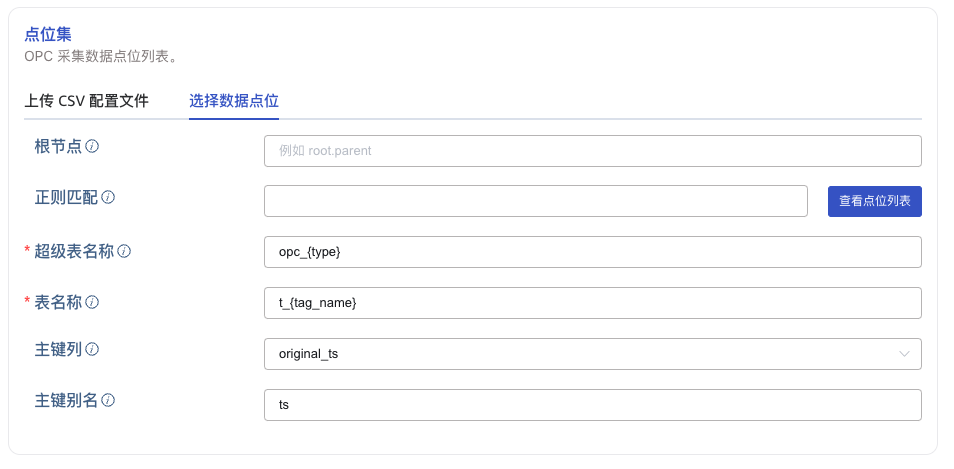 点位集
OPC 采集数据点位列表。
上传 CSV 配置文件 选择数据点位
根节点
例如 root.parent
正则匹配
查看点位列表
* 超级表名称
opc_{type}
* 表名称
t_{tag_name}
主键列
original_ts
主键别名
ts